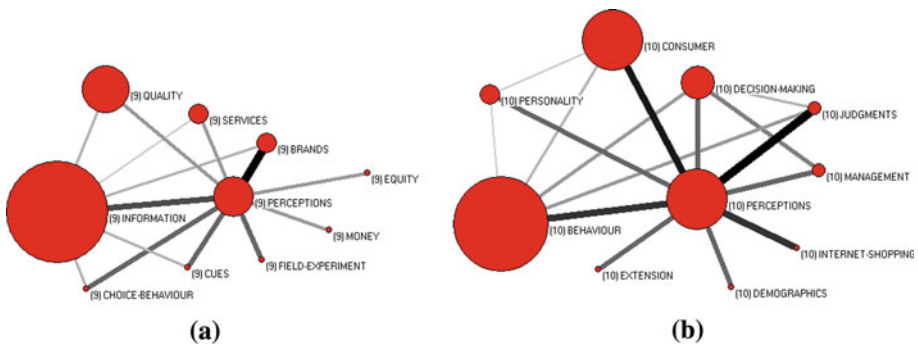 (9) QUALITY
(9) SERVICES
(9) BRANDS
(9) EQUITY
(9) PERCEPTIONS
(9) INFORMATION
(9) MONEY
(9) FIELD-EXPERIMENT
(9) CUES
(9) CHOICE-BEHAVIOUR
(a)
(10) CONSUMER
(10) DECISION-MAKING
(10) PERSONALITY
(10) JUDGMENTS
(10) MANAGEMENT
(10) PERCEPTIONS
(10) BEHAVIOUR
(10) INTERNET-SHOPPING
(10) EXTENSION
(10) DEMOGRAPHICS
(b)